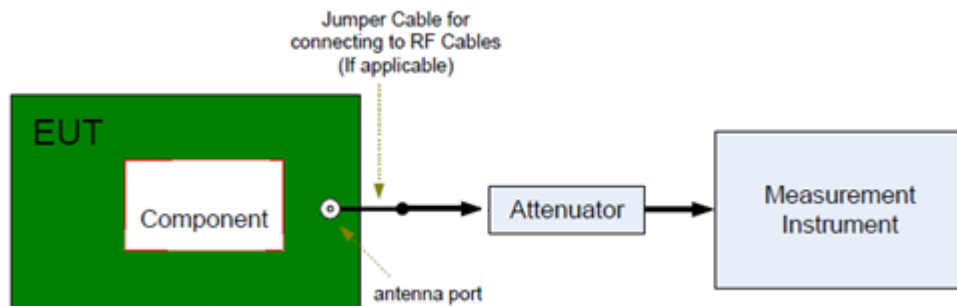 Jumper Cable for
connecting to RF Cables
(If applicable)
EUT
Component
Attenuator
Measurement
Instrument
antenna port